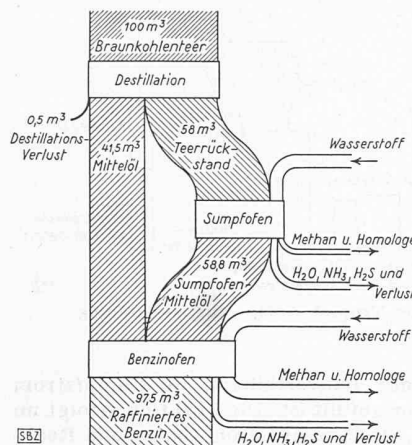 100 m³
Braunkohlenteer
Destillation
0,5 m³
Destillations-
Verlust
41,5 m³
Mittelöl
58 m³
Teerrück-
stand
Wasserstoff
Sumpfofen
Methan u. Homologe
H₂O, NH₃, H₂S und
Verlust
58,8 m³
Sumpfofen
Mittelöl
Wasserstoff
Benzinofen
Methan u. Homologe
97,5 m³
Raffiniertes
Benzin
H₂O, NH₃, H₂S u. Verlust
SBZ